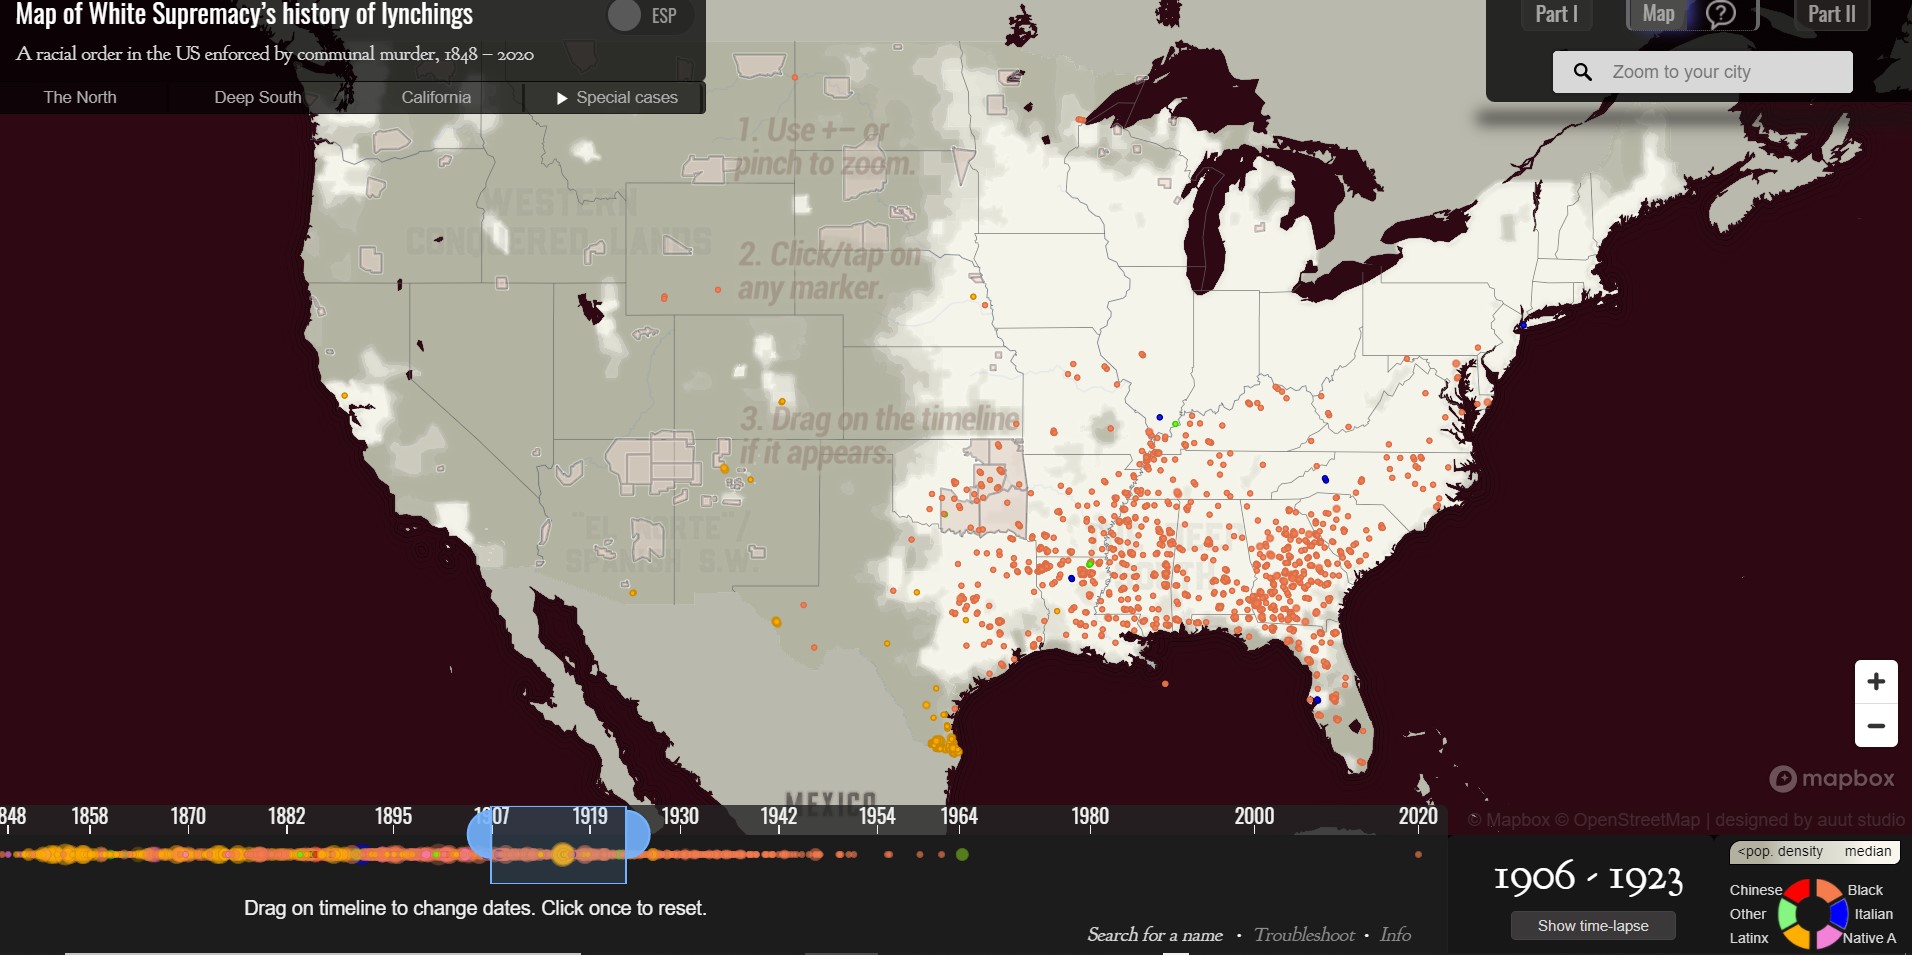 Map of White Supremacy's history of lynchings
ESP
A racial order in the US enforced by communal murder, 1848 – 2020
The North
Deep South
California
▶ Special cases
Part I
Map
?
Part II
Zoom to your city
1. Use +– or
pinch to zoom.
WESTERN
CONQUERED LANDS
2. Click/tap on
any marker.
3. Drag on the timeline
if it appears.
"EL NORTE"/
SPANISH S.W.
DEEP
SOUTH
MEXICO
+
−
mapbox
© Mapbox © OpenStreetMap | designed by auut studio
848
1858
1870
1882
1895
1907
1919
1930
1942
1954
1964
1980
2000
2020
Drag on timeline to change dates. Click once to reset.
Search for a name • Troubleshoot • Info
1906 - 1923
Show time-lapse
<pop. density
median
Chinese
Black
Other
Italian
Latinx
Native A